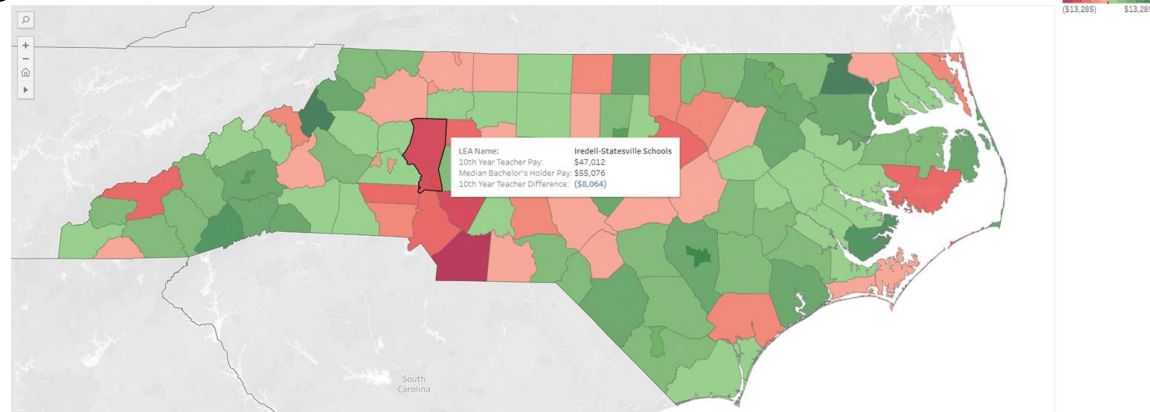 ($13,285) $13,285
LEA Name: Iredell-Statesville Schools
10th Year Teacher Pay: $47,012
Median Bachelor's Holder Pay: $55,076
10th Year Teacher Difference: ($8,064)
South
Carolina